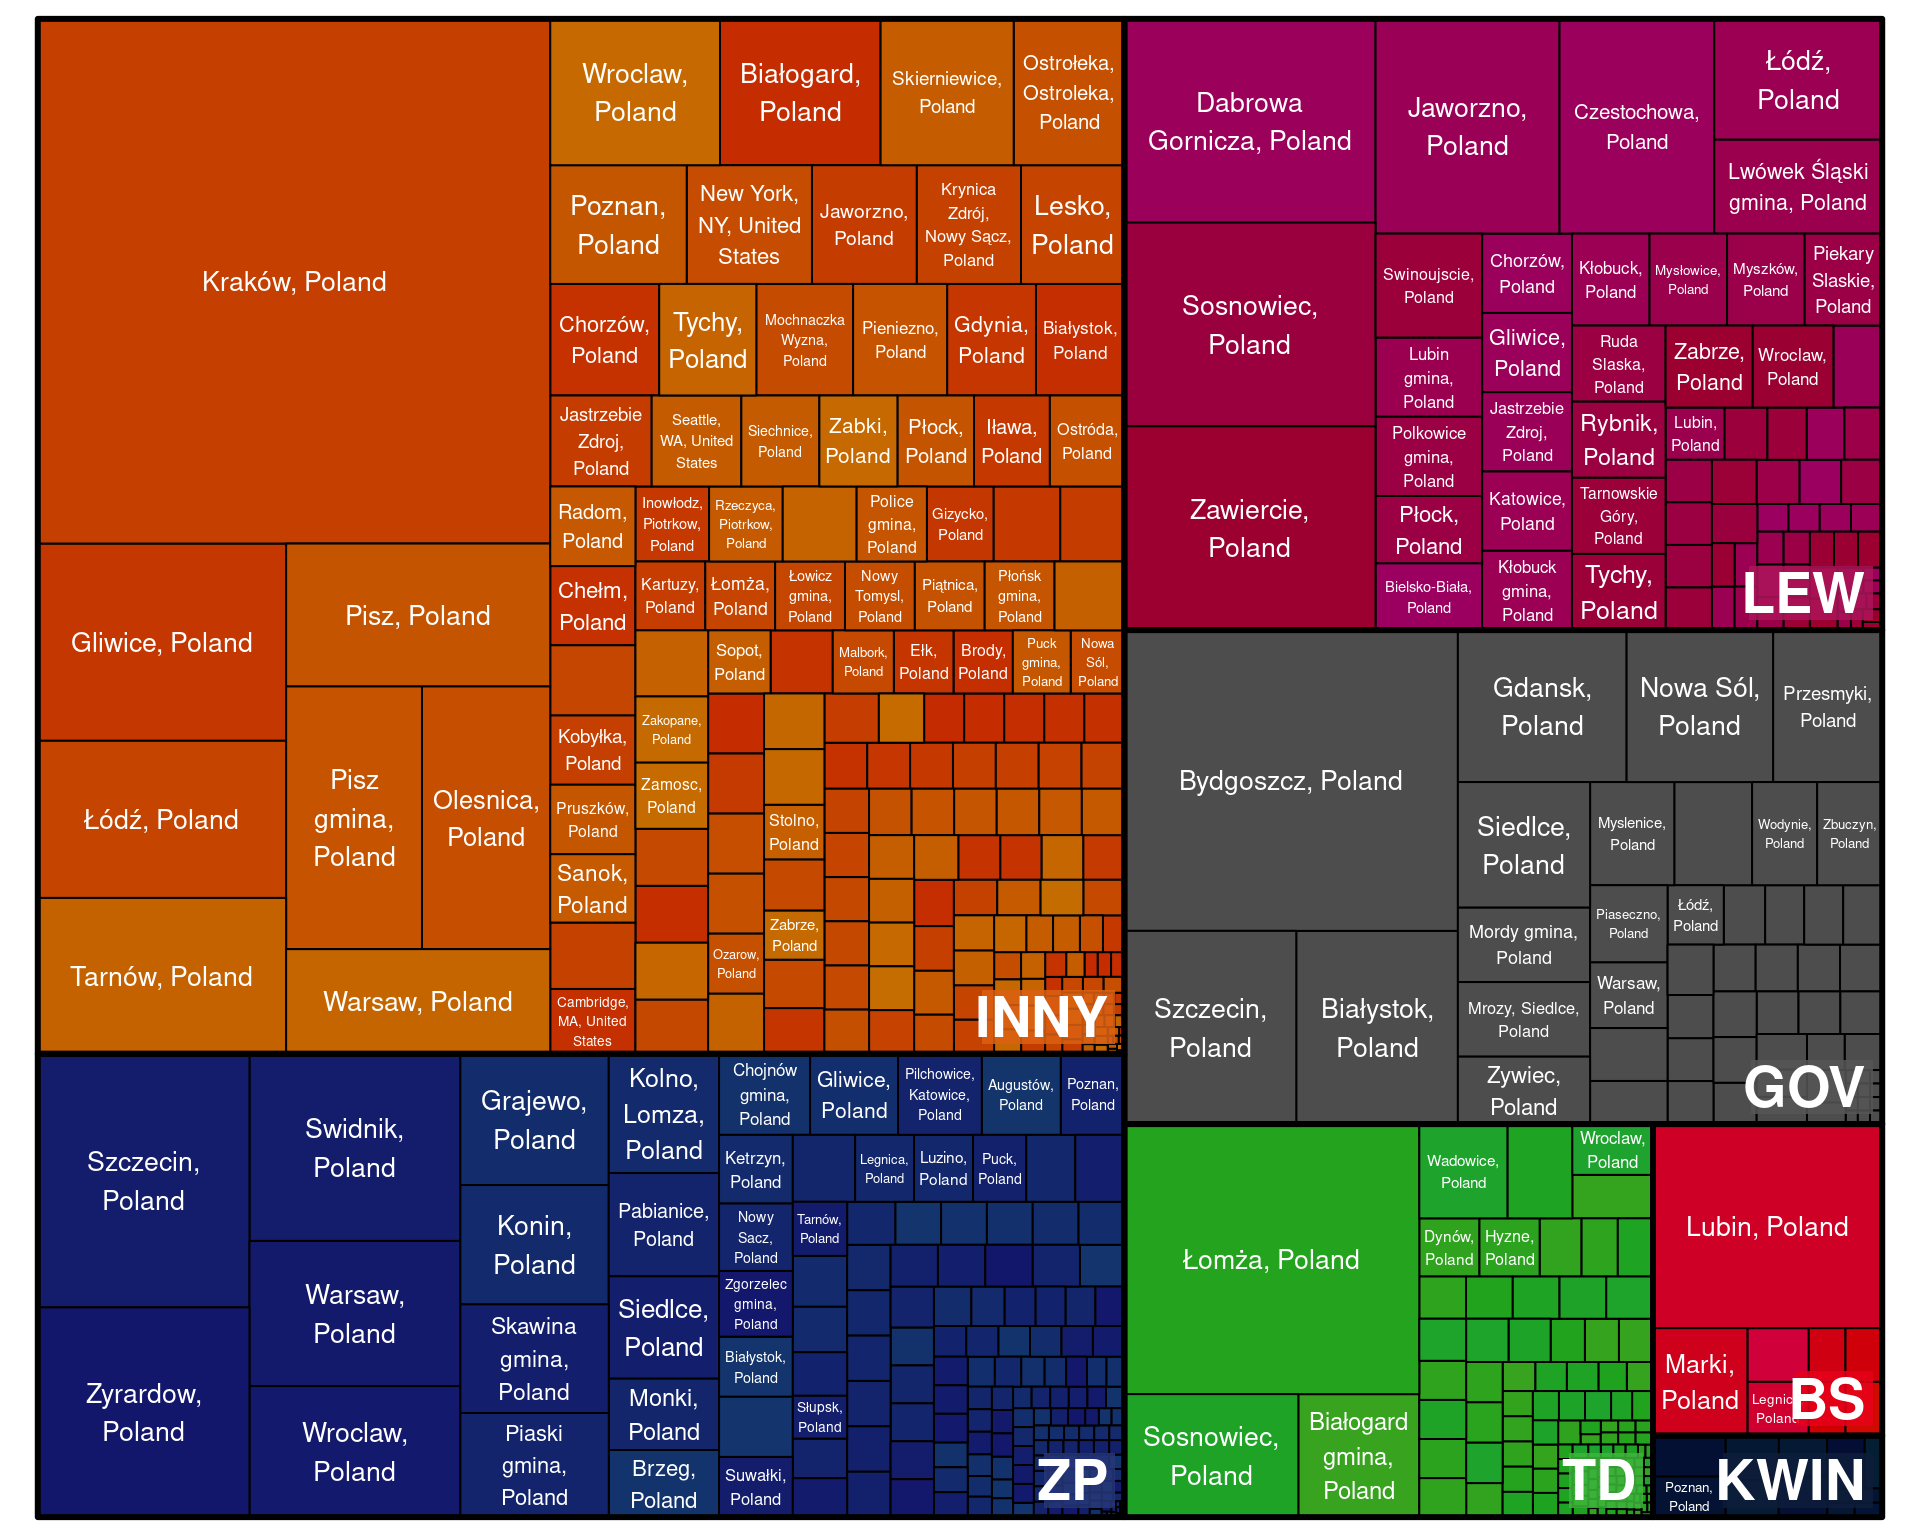 Kraków, Poland
Gliwice, Poland
Łódź, Poland
Tarnów, Poland
Pisz, Poland
Pisz
gmina,
Poland
Olesnica,
Poland
Warsaw, Poland
Wroclaw,
Poland
Białogard,
Poland
Skierniewice,
Poland
Ostrołeka,
Ostroleka,
Poland
Poznan,
Poland
New York,
NY, United
States
Jaworzno,
Poland
Krynica
Zdrój,
Nowy Sącz,
Poland
Lesko,
Poland
Chorzów,
Poland
Tychy,
Poland
Mochnaczka
Wyzna,
Poland
Pieniezno,
Poland
Gdynia,
Poland
Białystok,
Poland
Jastrzebie
Zdroj,
Poland
Seattle,
WA, United
States
Siechnice,
Poland
Zabki,
Poland
Płock,
Poland
Iława,
Poland
Ostróda,
Poland
Radom,
Poland
Inowłodz,
Piotrkow,
Poland
Rzeczyca,
Piotrkow,
Poland
Police
gmina,
Poland
Gizycko,
Poland
Chełm,
Poland
Kartuzy,
Poland
Łomża,
Poland
Łowicz
gmina,
Poland
Nowy
Tomysl,
Poland
Piątnica,
Poland
Płońsk
gmina,
Poland
Sopot,
Poland
Malbork,
Poland
Ełk,
Poland
Brody,
Poland
Puck
gmina,
Poland
Nowa
Sól,
Poland
Kobyłka,
Poland
Zakopane,
Poland
Zamosc,
Poland
Pruszków,
Poland
Stolno,
Poland
Sanok,
Poland
Zabrze,
Poland
Ozarow,
Poland
Cambridge,
MA, United
States
INNY
Dabrowa
Gornicza, Poland
Jaworzno,
Poland
Czestochowa,
Poland
Łódź,
Poland
Lwówek Śląski
gmina, Poland
Sosnowiec,
Poland
Zawiercie,
Poland
Swinoujscie,
Poland
Chorzów,
Poland
Kłobuck,
Poland
Mysłowice,
Poland
Myszków,
Poland
Piekary
Slaskie,
Poland
Lubin
gmina,
Poland
Gliwice,
Poland
Ruda
Slaska,
Poland
Zabrze,
Poland
Wroclaw,
Poland
Polkowice
gmina,
Poland
Jastrzebie
Zdroj,
Poland
Rybnik,
Poland
Lubin,
Poland
Płock,
Poland
Katowice,
Poland
Tarnowskie
Góry,
Poland
Bielsko-Biała,
Poland
Kłobuck
gmina,
Poland
Tychy,
Poland
LEW
Bydgoszcz, Poland
Szczecin,
Poland
Białystok,
Poland
Gdansk,
Poland
Nowa Sól,
Poland
Przesmyki,
Poland
Siedlce,
Poland
Myslenice,
Poland
Wodynie,
Poland
Zbuczyn,
Poland
Mordy gmina,
Poland
Piaseczno,
Poland
Łódź,
Poland
Mrozy, Siedlce,
Poland
Warsaw,
Poland
Zywiec,
Poland
GOV
Szczecin,
Poland
Zyrardow,
Poland
Swidnik,
Poland
Warsaw,
Poland
Wroclaw,
Poland
Grajewo,
Poland
Konin,
Poland
Skawina
gmina,
Poland
Piaski
gmina,
Poland
Kolno,
Lomza,
Poland
Pabianice,
Poland
Siedlce,
Poland
Monki,
Poland
Brzeg,
Poland
Chojnów
gmina,
Poland
Gliwice,
Poland
Pilchowice,
Katowice,
Poland
Augustów,
Poland
Poznan,
Poland
Ketrzyn,
Poland
Legnica,
Poland
Luzino,
Poland
Puck,
Poland
Nowy
Sacz,
Poland
Tarnów,
Poland
Zgorzelec
gmina,
Poland
Białystok,
Poland
Słupsk,
Poland
Suwałki,
Poland
ZP
Łomża, Poland
Sosnowiec,
Poland
Białogard
gmina,
Poland
Wadowice,
Poland
Wroclaw,
Poland
Dynów,
Poland
Hyzne,
Poland
TD
Lubin, Poland
Marki,
Poland
BS
Poznan,
Poland
KWIN